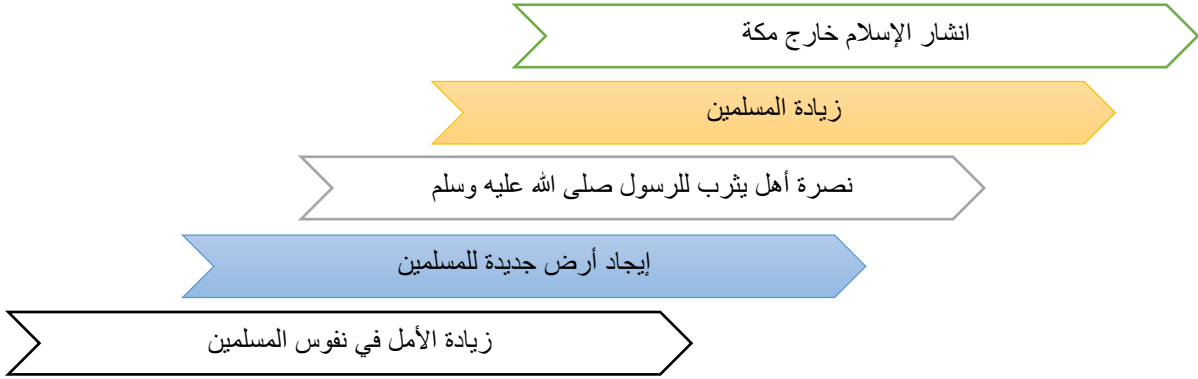 انشار الإسلام خارج مكة
زيادة المسلمين
نصرة أهل يثرب للرسول صلى الله عليه وسلم
إيجاد أرض جديدة للمسلمين
زيادة الأمل في نفوس المسلمين